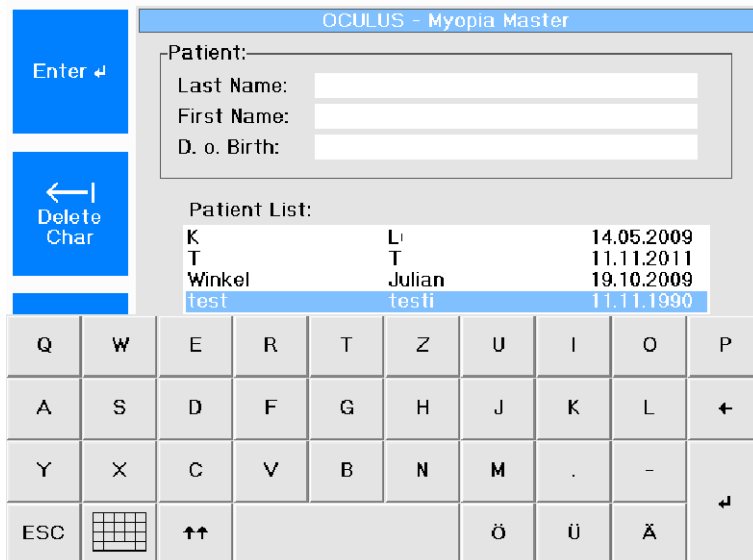 OCULUS - Myopia Master
Enter ↵
Patient:
Last Name:
First Name:
D. o. Birth:
Delete
Char
Patient List:
K 14.05.2009
T T 11.11.2011
Winkel Julian 19.10.2009
test testi 11.11.1990
Q W E R T Z U I O P
A S D F G H J K L ←
Y X C V B N M . - ↵
ESC ↑↑ Ö Ü Ä